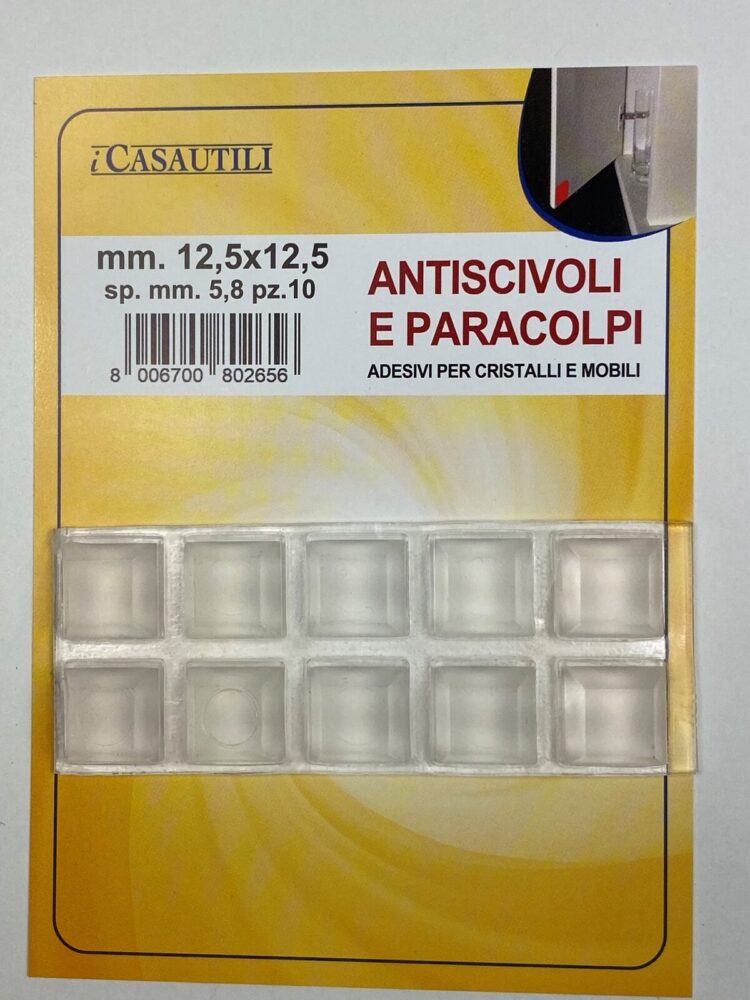 iCASAUTILI
mm. 12,5x12,5
sp. mm. 5,8 pz.10
8 006700 802656
ANTISCIVOLI
E PARACOLPI
ADESIVI PER CRISTALLI E MOBILI